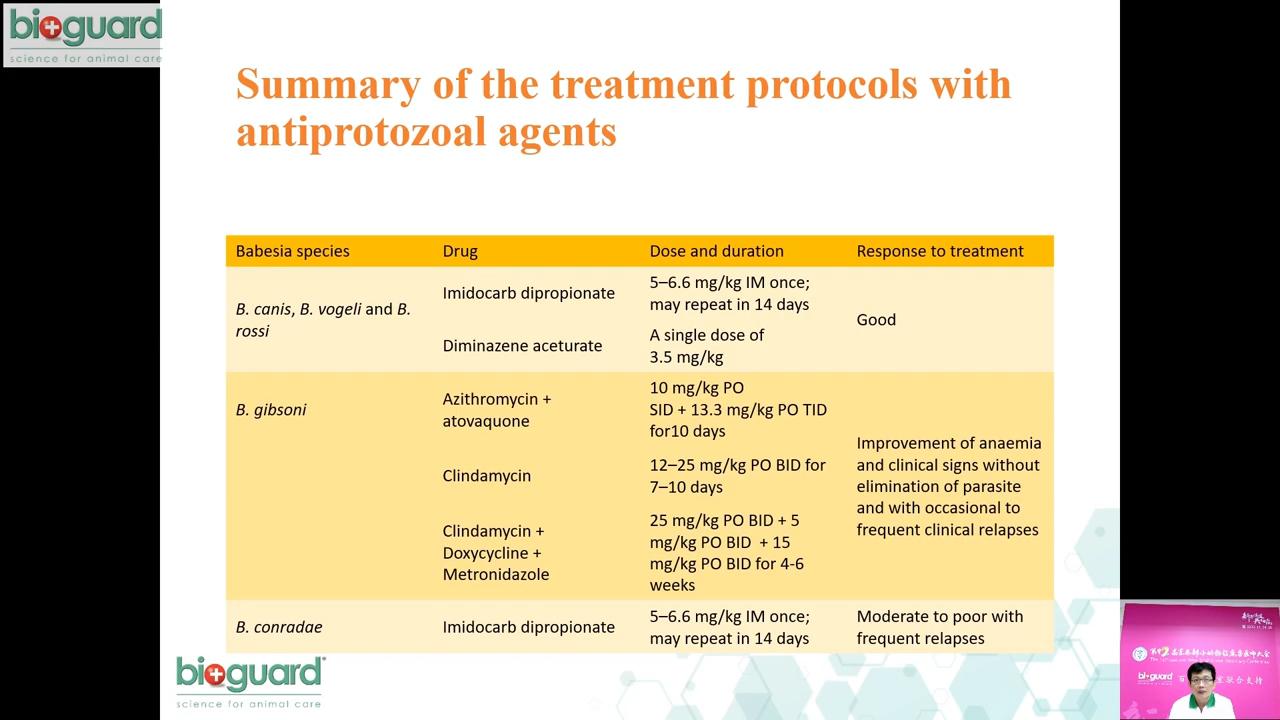 bioguard
science for animal care
Summary of the treatment protocols with
antiprotozoal agents
Babesia species
Drug
Dose and duration
Response to treatment
B. canis, B. vogeli and B.
rossi
Imidocarb dipropionate
5–6.6 mg/kg IM once;
may repeat in 14 days
Good
Diminazene aceturate
A single dose of
3.5 mg/kg
B. gibsoni
Azithromycin +
atovaquone
10 mg/kg PO
SID + 13.3 mg/kg PO TID
for10 days
Improvement of anaemia
and clinical signs without
elimination of parasite
and with occasional to
frequent clinical relapses
Clindamycin
12–25 mg/kg PO BID for
7–10 days
Clindamycin +
Doxycycline +
Metronidazole
25 mg/kg PO BID + 5
mg/kg PO BID + 15
mg/kg PO BID for 4-6
weeks
B. conradae
Imidocarb dipropionate
5–6.6 mg/kg IM once;
may repeat in 14 days
Moderate to poor with
frequent relapses
bioguard
science for animal care
bioguard